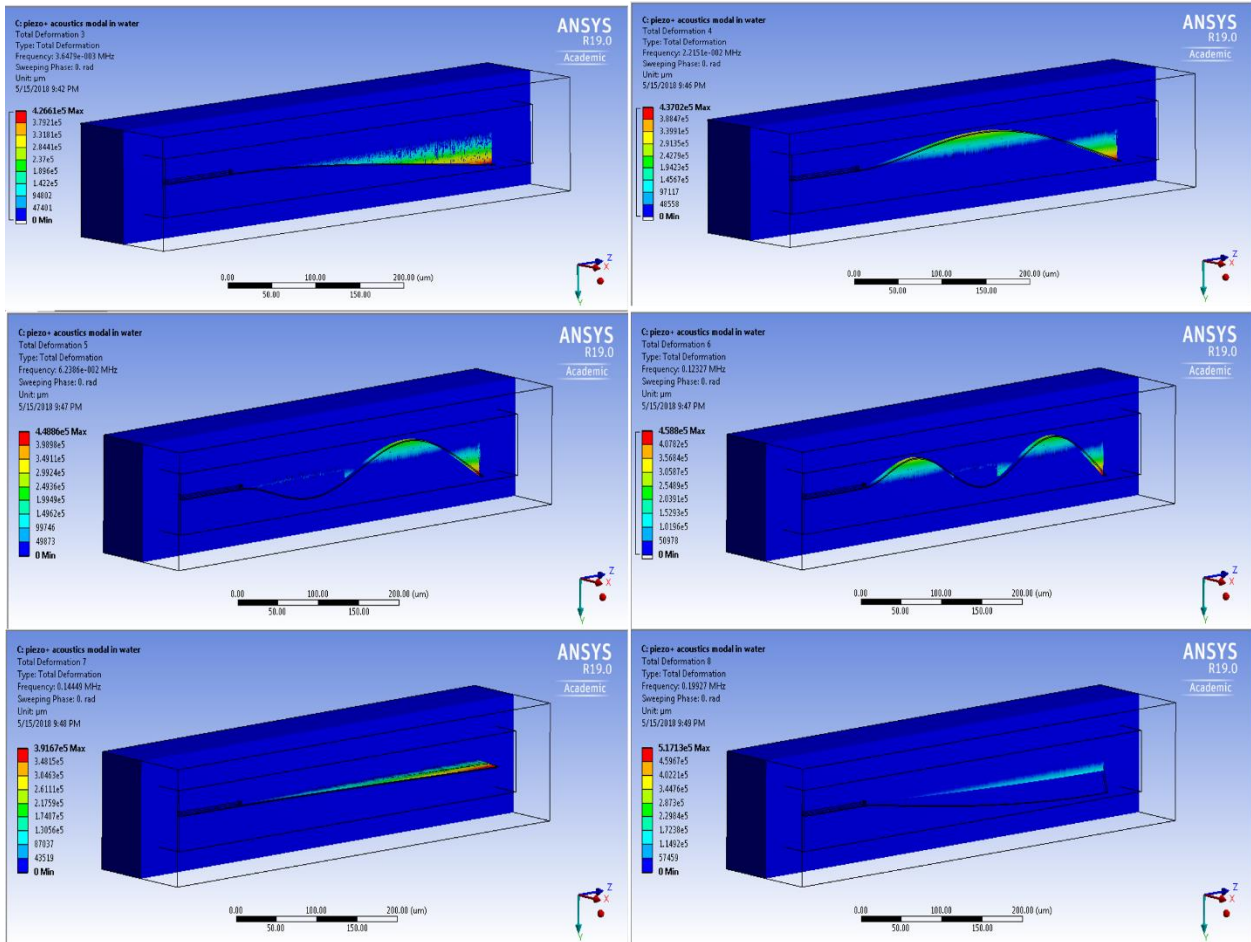 C: piezo+ acoustics modal in water
Total Deformation 3
Type: Total Deformation
Frequency: 3.6479e-003 MHz
Sweeping Phase: 0. rad
Unit: µm
5/15/2018 9:42 PM
ANSYS
R19.0
Academic
4.2661e5 Max
3.7921e5
3.3181e5
2.8441e5
2.37e5
1.896e5
1.422e5
94802
47401
0 Min
0.00 100.00 200.00 (um)
50.00 150.00
Z
X
Y
C: piezo+ acoustics modal in water
Total Deformation 4
Type: Total Deformation
Frequency: 2.2151e-002 MHz
Sweeping Phase: 0. rad
Unit: µm
5/15/2018 9:46 PM
ANSYS
R19.0
Academic
4.3702e5 Max
3.8847e5
3.3991e5
2.9135e5
2.4279e5
1.9423e5
1.4567e5
97117
48558
0 Min
0.00 100.00 200.00 (um)
50.00 150.00
Z
X
Y
C: piezo+ acoustics modal in water
Total Deformation 5
Type: Total Deformation
Frequency: 6.2386e-002 MHz
Sweeping Phase: 0. rad
Unit: µm
5/15/2018 9:47 PM
ANSYS
R19.0
Academic
4.4886e5 Max
3.9898e5
3.4911e5
2.9924e5
2.4936e5
1.9949e5
1.4962e5
99746
49873
0 Min
0.00 100.00 200.00 (um)
50.00 150.00
Z
X
Y
C: piezo+ acoustics modal in water
Total Deformation 6
Type: Total Deformation
Frequency: 0.12327 MHz
Sweeping Phase: 0. rad
Unit: µm
5/15/2018 9:47 PM
ANSYS
R19.0
Academic
4.588e5 Max
4.0782e5
3.5684e5
3.0587e5
2.5489e5
2.0391e5
1.5293e5
1.0196e5
50978
0 Min
0.00 100.00 200.00 (um)
50.00 150.00
Z
X
Y
C: piezo+ acoustics modal in water
Total Deformation 7
Type: Total Deformation
Frequency: 0.14449 MHz
Sweeping Phase: 0. rad
Unit: µm
5/15/2018 9:48 PM
ANSYS
R19.0
Academic
3.9167e5 Max
3.4815e5
3.0463e5
2.6111e5
2.1759e5
1.7407e5
1.3056e5
87037
43519
0 Min
0.00 100.00 200.00 (um)
50.00 150.00
Z
X
Y
C: piezo+ acoustics modal in water
Total Deformation 8
Type: Total Deformation
Frequency: 0.19927 MHz
Sweeping Phase: 0. rad
Unit: µm
5/15/2018 9:49 PM
ANSYS
R19.0
Academic
5.1713e5 Max
4.5967e5
4.0221e5
3.4476e5
2.873e5
2.2984e5
1.7238e5
1.1492e5
57459
0 Min
0.00 100.00 200.00 (um)
50.00 150.00
Z
X
Y